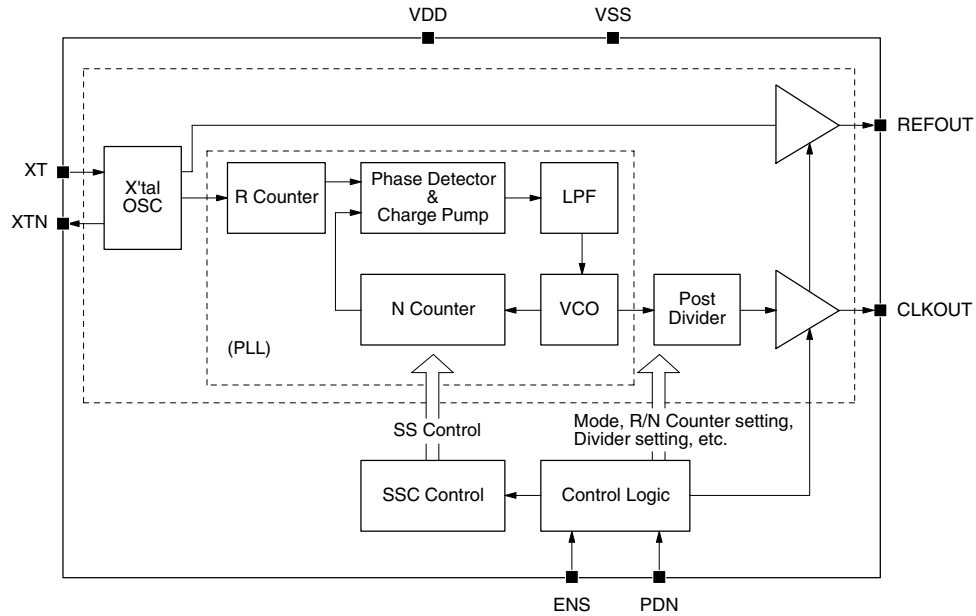 VDD
VSS
REFOUT
XT
X'tal
OSC
XTN
R Counter
Phase Detector
&
Charge Pump
LPF
N Counter
VCO
Post
Divider
CLKOUT
(PLL)
SS Control
Mode, R/N Counter setting,
Divider setting, etc.
SSC Control
Control Logic
ENS
PDN